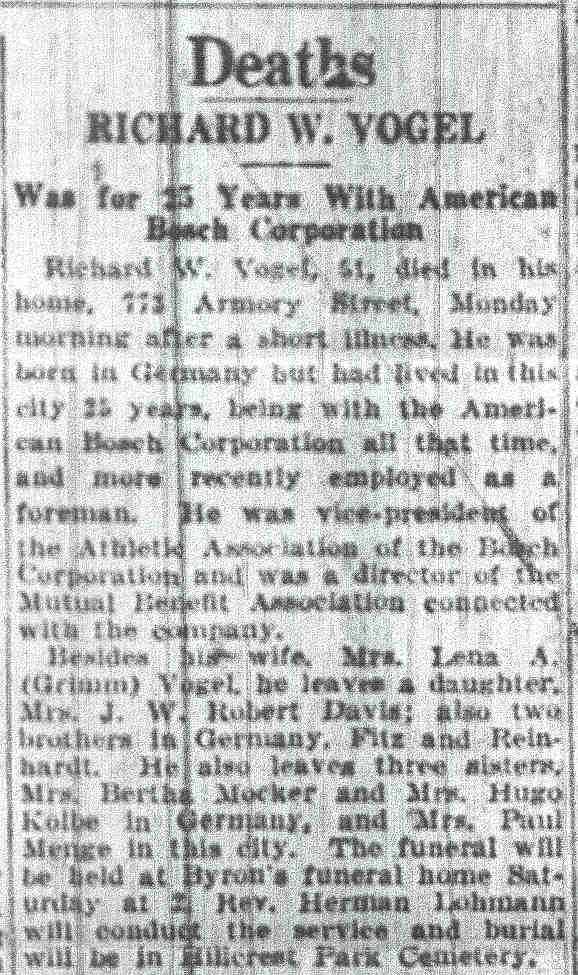 Deaths
RICHARD W. VOGEL
Was for 25 Years With American
Bosch Corporation
Richard W. Vogel, 51, died in his
home, 773 Armory Street, Monday
morning after a short illness. He was
born in Germany but had lived in this
city 25 years, being with the Ameri-
can Bosch Corporation all that time,
and more recently employed as a
foreman. He was vice-president of
the Athletic Association of the Bosch
Corporation and was a director of the
Mutual Benefit Association connected
with the company.
Besides his wife, Mrs. Lena A.
(Grimm) Vogel, he leaves a daughter,
Mrs. J. W. Robert Davis; also two
brothers in Germany, Fitz and Rein-
hardt. He also leaves three sisters,
Mrs. Bertha Mocker and Mrs. Hugo
Kolbe in Germany, and Mrs. Paul
Menge in this city. The funeral will
be held at Byron's funeral home Sat-
urday at 2. Rev. Herman Lohmann
will conduct the service and burial
will be in Hillcrest Park Cemetery.